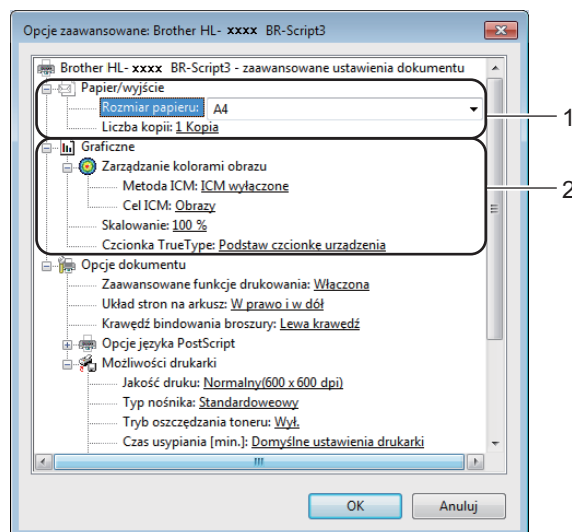 Opcje zaawansowane: Brother HL- xxxx BR-Script3
Brother HL- xxxx BR-Script3 - zaawansowane ustawienia dokumentu
Papier/wyjście
Rozmiar papieru: A4
Liczba kopii: 1 Kopia
1
Graficzne
Zarządzanie kolorami obrazu
Metoda ICM: ICM wyłaczone
2
Cel ICM: Obrazy
Skalowanie: 100 %
Czcionka TrueType: Podstaw czcionkę urządzenia
Opcje dokumentu
Zaawansowane funkcje drukowania: Włączona
Układ stron na arkusz: W prawo i w dół
Krawędź bindowania broszury: Lewa krawedź
Opcje języka PostScript
Możliwości drukarki
Jakość druku: Normalny(600 x 600 dpi)
Typ nośnika: Standardoweowy
Tryb oszczędzania toneru: Wył.
Czas usypiania [min.]: Domyślne ustawienia drukarki
OK Anuluj